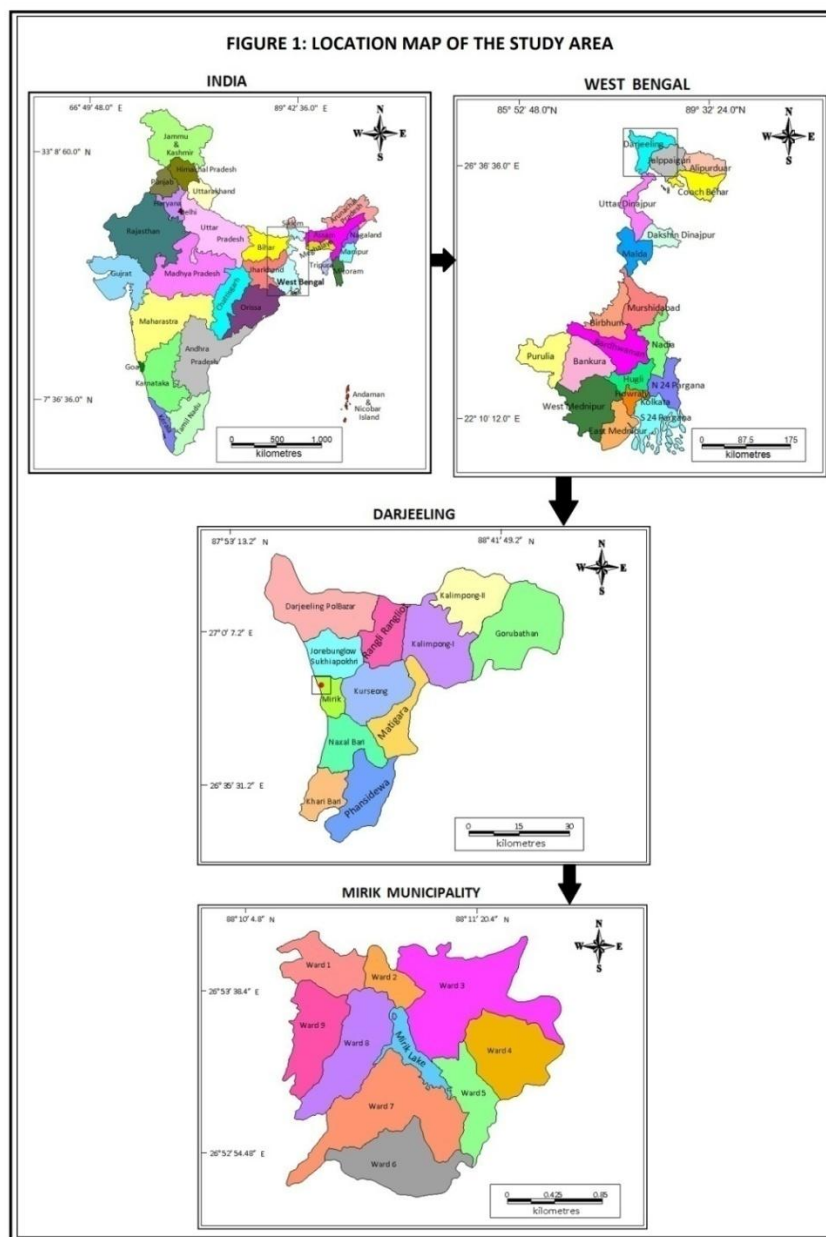 FIGURE 1: LOCATION MAP OF THE STUDY AREA
INDIA
66° 49' 48.0" E
89° 42' 36.0" E
33° 8' 60.0" N
7° 36' 36.0" N
N
W E
S
Jammu
&
Kashmir
Himachal Pradesh
Punjab
Uttarakhand
Haryana
Delhi
Rajasthan
Uttar
Pradesh
Bihar
Arunachal
Pradesh
Nagaland
Manipur
Tripura
Mizoram
Gujrat
Madhya Pradesh
Jharkhand
West Bengal
Chattisgarh
Orissa
Maharastra
Andhra
Pradesh
Goa
Karnataka
Kerala
Tamil Nadu
Andaman
&
Nicobar
Island
0 500 1,000
kilometres
WEST BENGAL
85° 52' 48.0" N
89° 32' 24.0" N
26° 36' 36.0" E
22° 10' 12.0" E
N
W E
S
Darjeeling
Jalppaiguri
Alipurduar
Couch Behar
Uttar Dinajpur
Dakshin Dinajpur
Malda
Murshidabad
Birbhum
Nadia
Purulia
Bankura
Hugli
N 24 Pargana
Howrah
Kolkata
West Mednipur
S 24 Pargana
East Mednipur
0 87.5 175
kilometres
DARJEELING
87° 53' 13.2" N
88° 41' 49.2" N
27° 0' 7.2" E
26° 35' 31.2" E
N
W E
S
Darjeeling PolBazar
Rangli Rangliot
Kalimpong-II
Kalimpong-I
Gorubathan
Jorebunglow
Sukhiapokhri
Mirik
Kurseong
Matigara
Naxal Bari
Khari Bari
Phansidewa
0 15 30
kilometres
MIRIK MUNICIPALITY
88° 10' 4.8" N
88° 11' 20.4" N
26° 53' 38.4" E
26° 52' 54.48" E
N
W E
S
Ward 1
Ward 2
Ward 3
Ward 9
Ward 8
Mirik Lake
Ward 4
Ward 5
Ward 7
Ward 6
0 0.425 0.85
kilometres